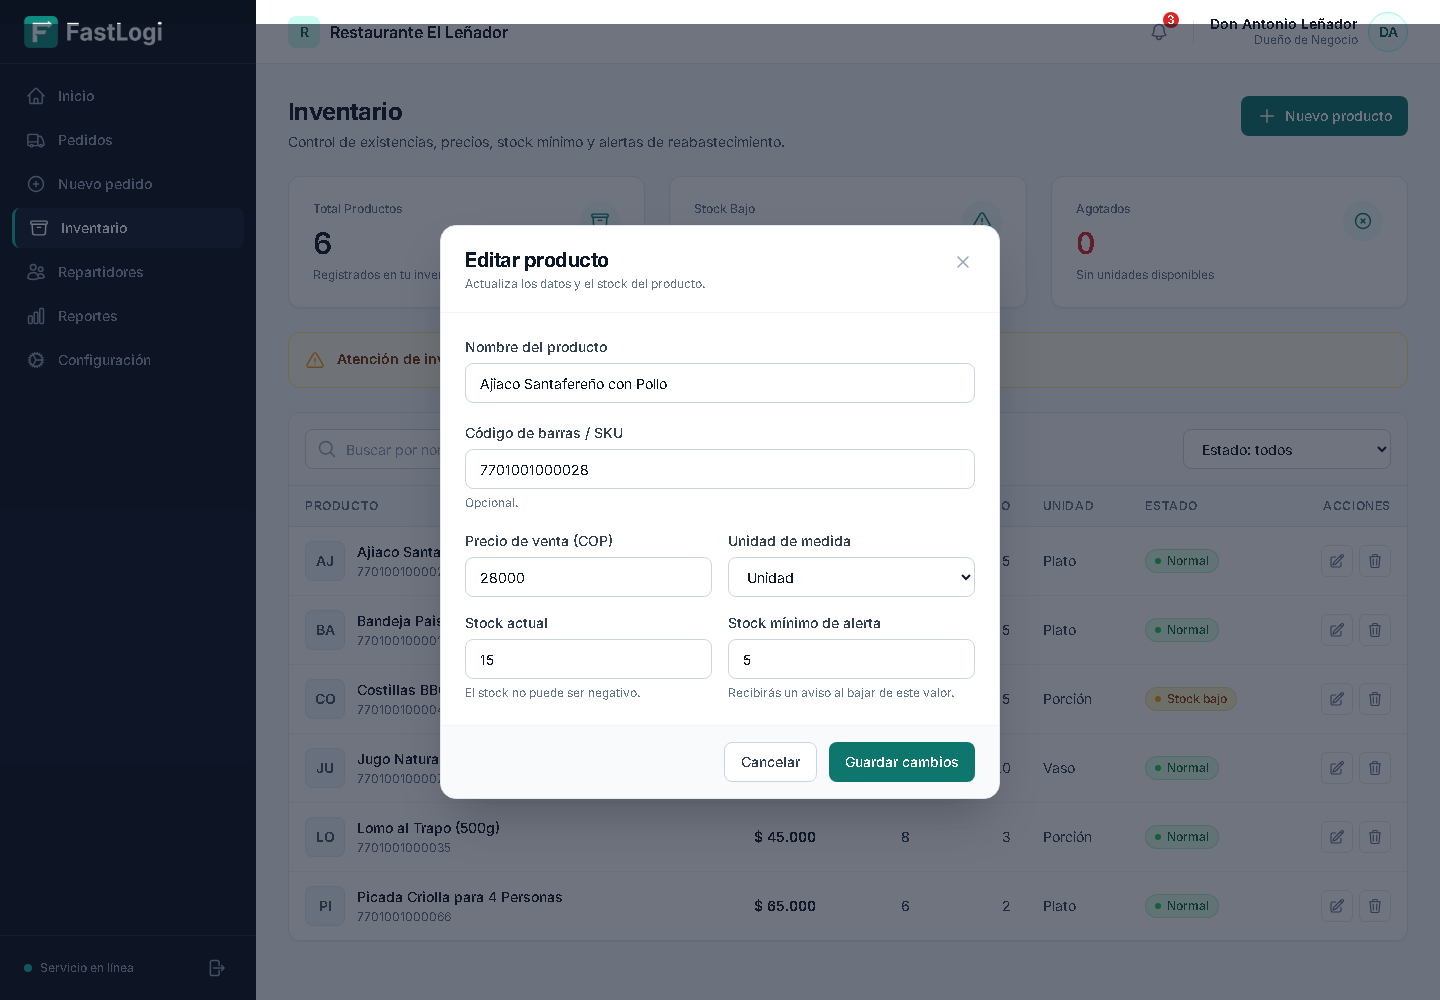 FastLogi
R
Restaurante El Leñador
3
Don Antonio Leñador
Dueño de Negocio
DA
Inicio
Pedidos
Nuevo pedido
Inventario
Repartidores
Reportes
Configuración
Servicio en línea
Inventario
Control de existencias, precios, stock mínimo y alertas de reabastecimiento.
Nuevo producto
Total Productos
6
Registrados en tu inver
Stock Bajo
Agotados
0
Sin unidades disponibles
Atención de inv
Buscar por nor
Estado: todos
PRODUCTO
O
UNIDAD
ESTADO
ACCIONES
AJ
Ajiaco Santa
770100100002
5
Plato
Normal
BA
Bandeja Pais
770100100001
5
Plato
Normal
CO
Costillas BB
770100100004
5
Porción
Stock bajo
JU
Jugo Natura
0
Vaso
Normal
LO
Lomo al Trapo (500g)
7701001000035
$ 45.000
8
3
Porción
Normal
PI
Picada Criolla para 4 Personas
7701001000066
$ 65.000
6
2
Plato
Normal
Editar producto
Actualiza los datos y el stock del producto.
Nombre del producto
Ajiaco Santafereño con Pollo
Código de barras / SKU
7701001000028
Opcional.
Precio de venta (COP)
28000
Unidad de medida
Unidad
Stock actual
15
El stock no puede ser negativo.
Stock mínimo de alerta
5
Recibirás un aviso al bajar de este valor.
Cancelar
Guardar cambios